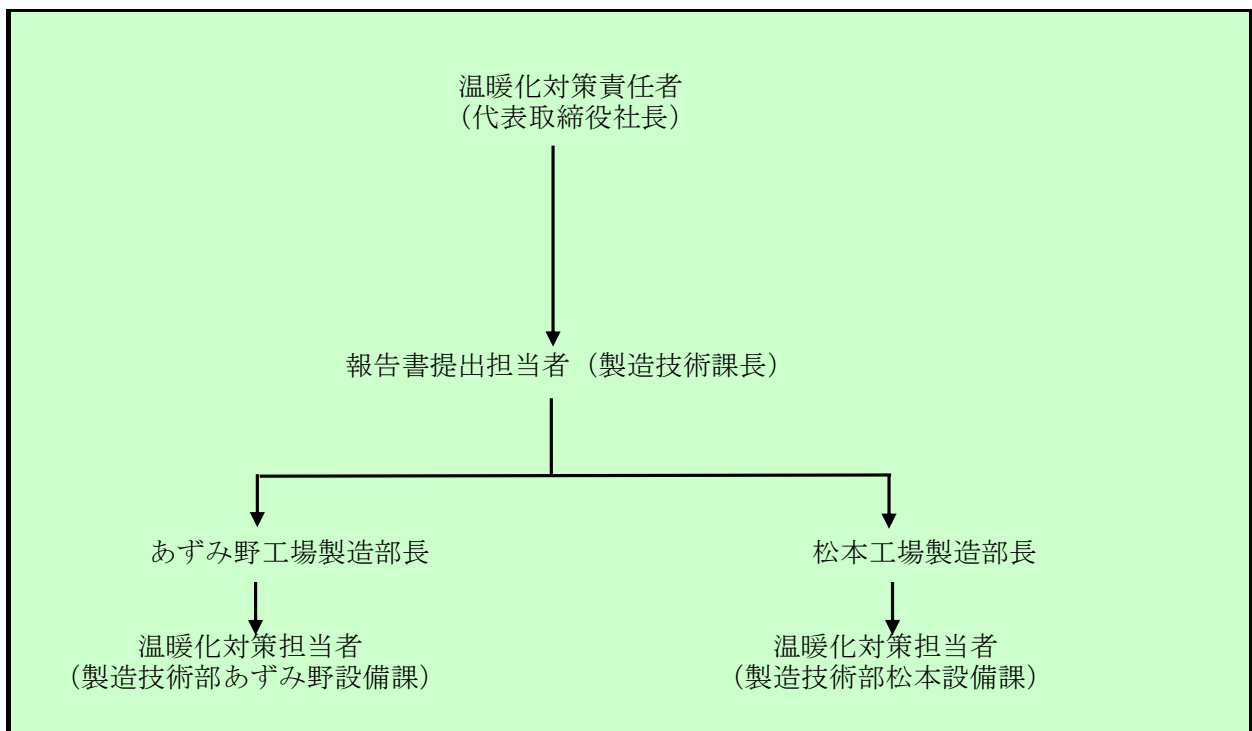 温暖化対策責任者
（代表取締役社長）
報告書提出担当者（製造技術課長）
あずみ野工場製造部長
松本工場製造部長
温暖化対策担当者
（製造技術部あずみ野設備課）
温暖化対策担当者
（製造技術部松本設備課）